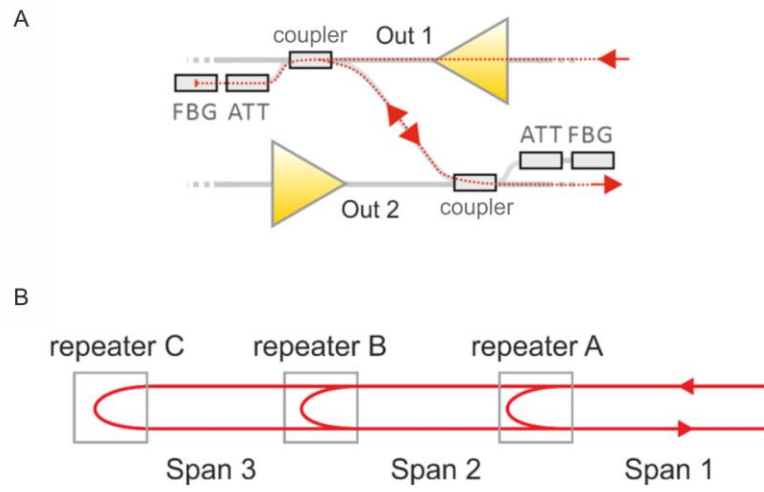 A
coupler
Out 1
FBG ATT
ATT FBG
Out 2
coupler
B
repeater C
repeater B
repeater A
Span 3
Span 2
Span 1